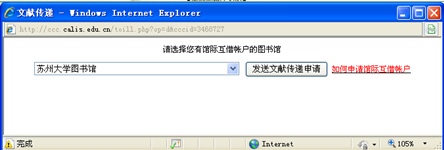 文献传递 - Windows Internet Explorer
http://ccc.calis.edu.cn/teill.php?op=d&cccid=3468727
请选择您有馆际互借帐户的图书馆
苏州大学图书馆 发送文献传递申请 如何申请馆际互借帐户
完成 Internet 105%